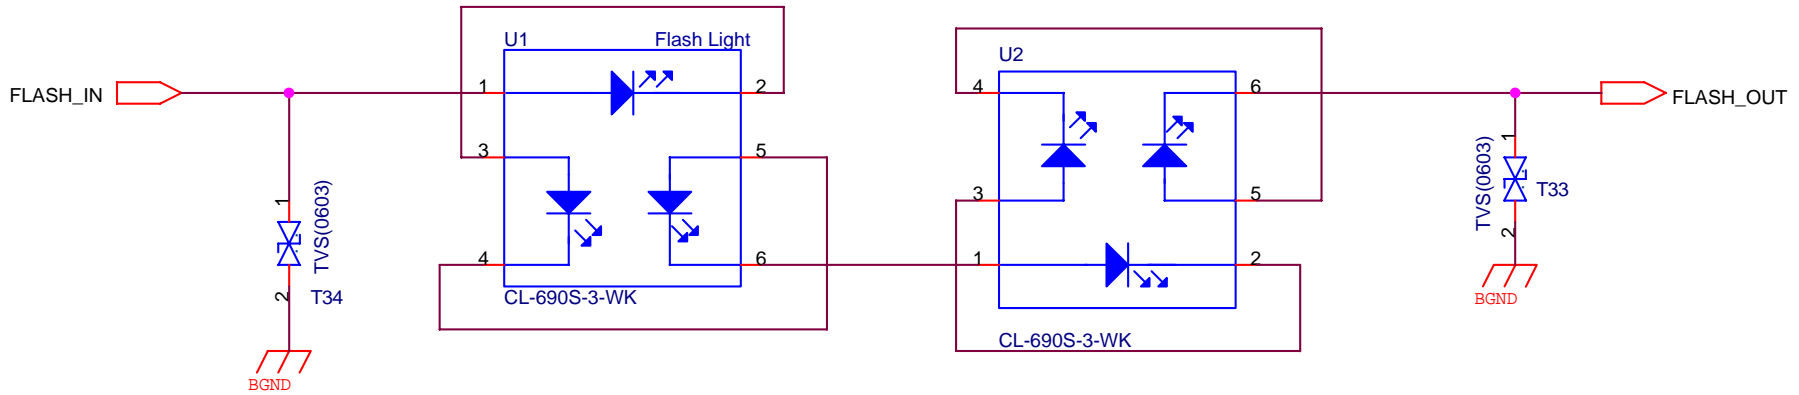 FLASH_IN
U1
Flash Light
1
2
3
5
4
6
CL-690S-3-WK
1
TVS(0603)
2
T34
BGND
U2
4
6
3
5
1
2
CL-690S-3-WK
FLASH_OUT
1
TVS(0603)
T33
2
BGND